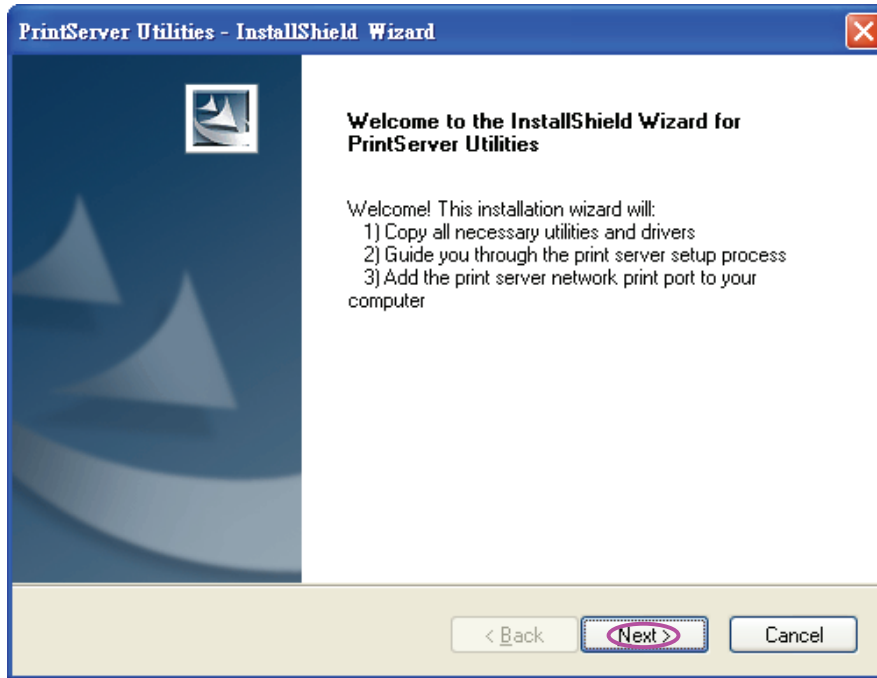 PrintServer Utilities - InstallShield Wizard
Welcome to the InstallShield Wizard for
PrintServer Utilities
Welcome! This installation wizard will:
1) Copy all necessary utilities and drivers
2) Guide you through the print server setup process
3) Add the print server network print port to your
computer
< Back
Next >
Cancel